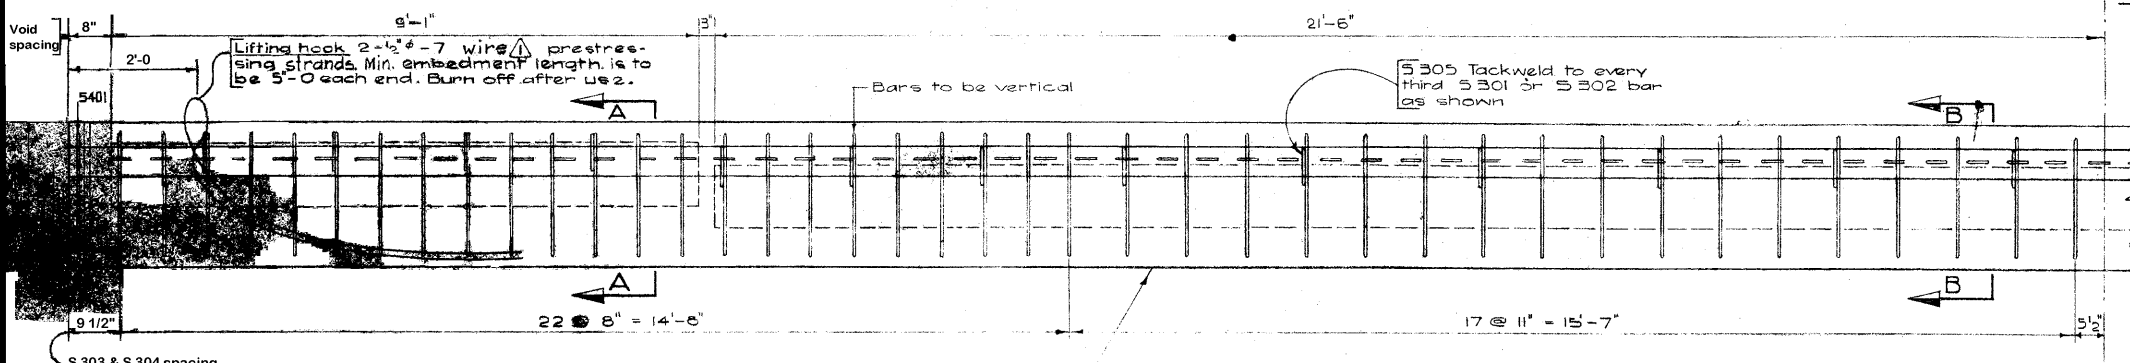 Void
spacing
8"
9'-1"
3"
21'-6"
2'-0
Lifting hook 2-½"ᶲ-7 wire 1 prestres-
sing strands. Min. embedment length is to
be 5'-0 each end. Burn off after use.
S401
A
Bars to be vertical
S 305 Tackweld to every
third S 301 or S 302 bar
as shown
B
A
B
9 1/2"
22 @ 8" = 14'-8"
17 @ 11" = 15'-7"
5½"
S 303 & S 304 spacing